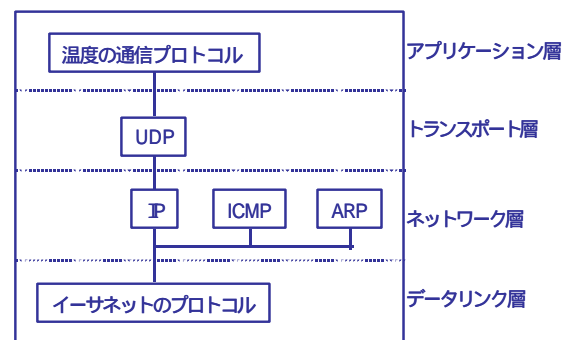 温度の通信プロトコル
アプリケーション層
UDP
トランスポート層
IP
ICMP
ARP
ネットワーク層
イーサネットのプロトコル
データリンク層